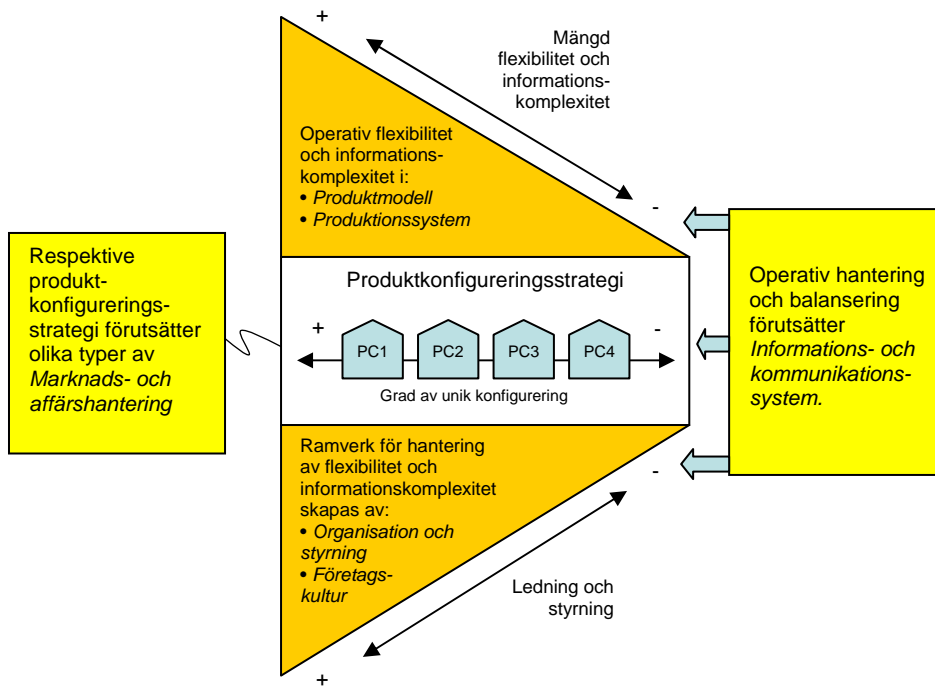 +
Mängd
flexibilitet och
informations-
komplexitet
Operativ flexibilitet
och informations-
komplexitet i:
• Produktmodell
• Produktionssystem
-
Respektive
produkt-
konfigurerings-
strategi förutsätter
olika typer av
Marknads- och
affärshantering
Produktkonfigureringsstrategi
+
-
PC1
PC2
PC3
PC4
Grad av unik konfigurering
Operativ hantering
och balansering
förutsätter
Informations- och
kommunikations-
system.
Ramverk för hantering
av flexibilitet och
informationskomplexitet
skapas av:
• Organisation och
styrning
• Företags-
kultur
-
Ledning och
styrning
+